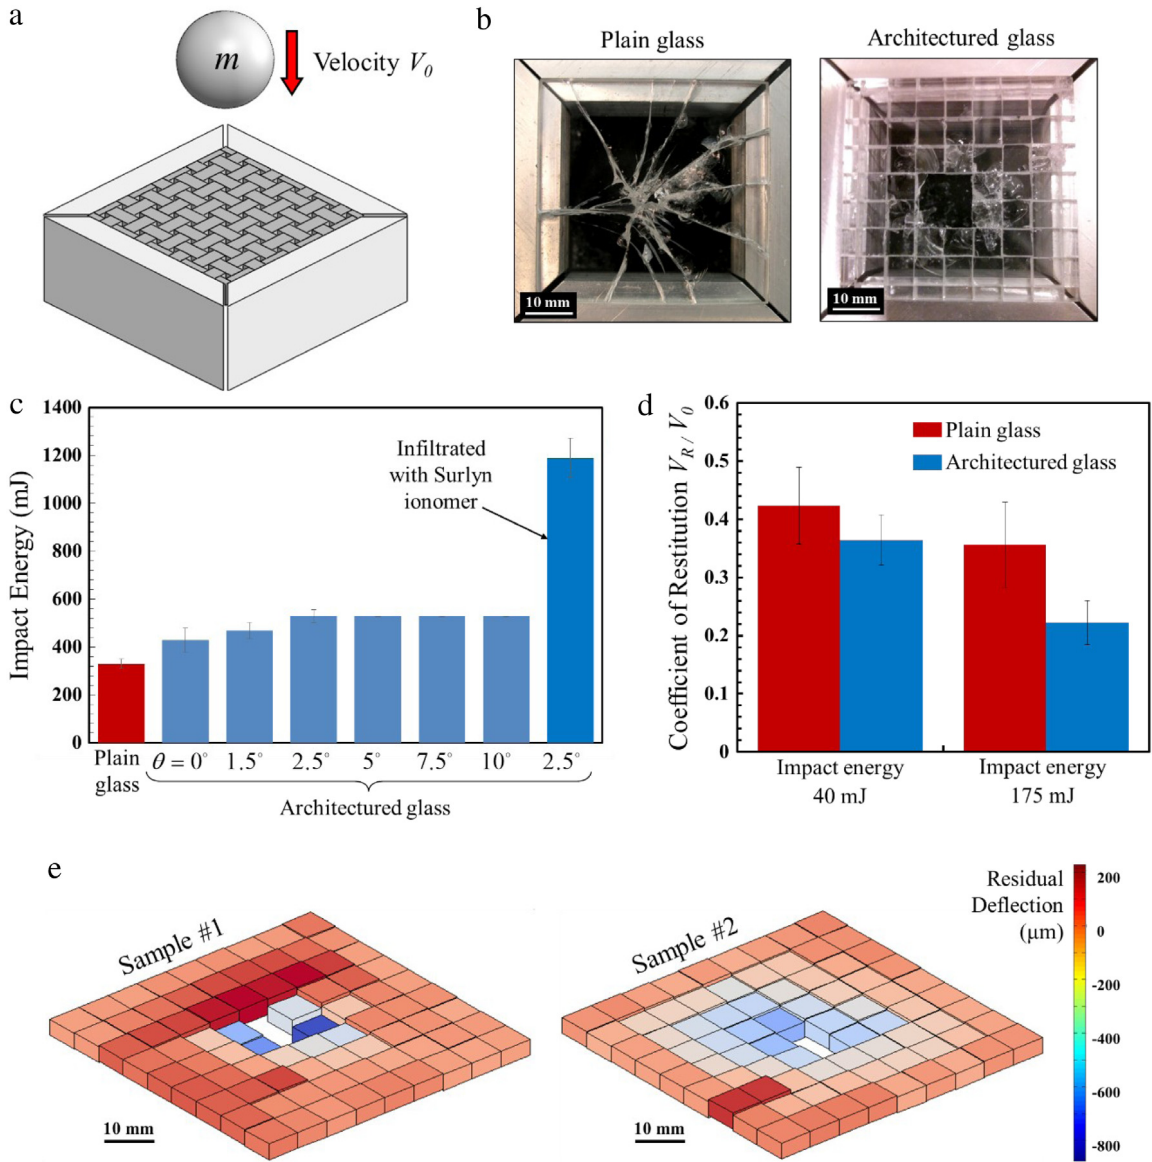 a
m
Velocity V₀
b
Plain glass
Architectured glass
10 mm
10 mm
c
Impact Energy (mJ)
1400
1200
1000
800
600
400
200
0
Infiltrated
with Surlyn
ionomer
Plain
glass
θ = 0°
1.5°
2.5°
5°
7.5°
10°
2.5°
Architectured glass
d
Coefficient of Restitution V_R / V₀
0.6
0.5
0.4
0.3
0.2
0.1
0
Plain glass
Architectured glass
Impact energy
40 mJ
Impact energy
175 mJ
e
Sample #1
10 mm
Sample #2
10 mm
Residual
Deflection
(μm)
200
0
-200
-400
-600
-800